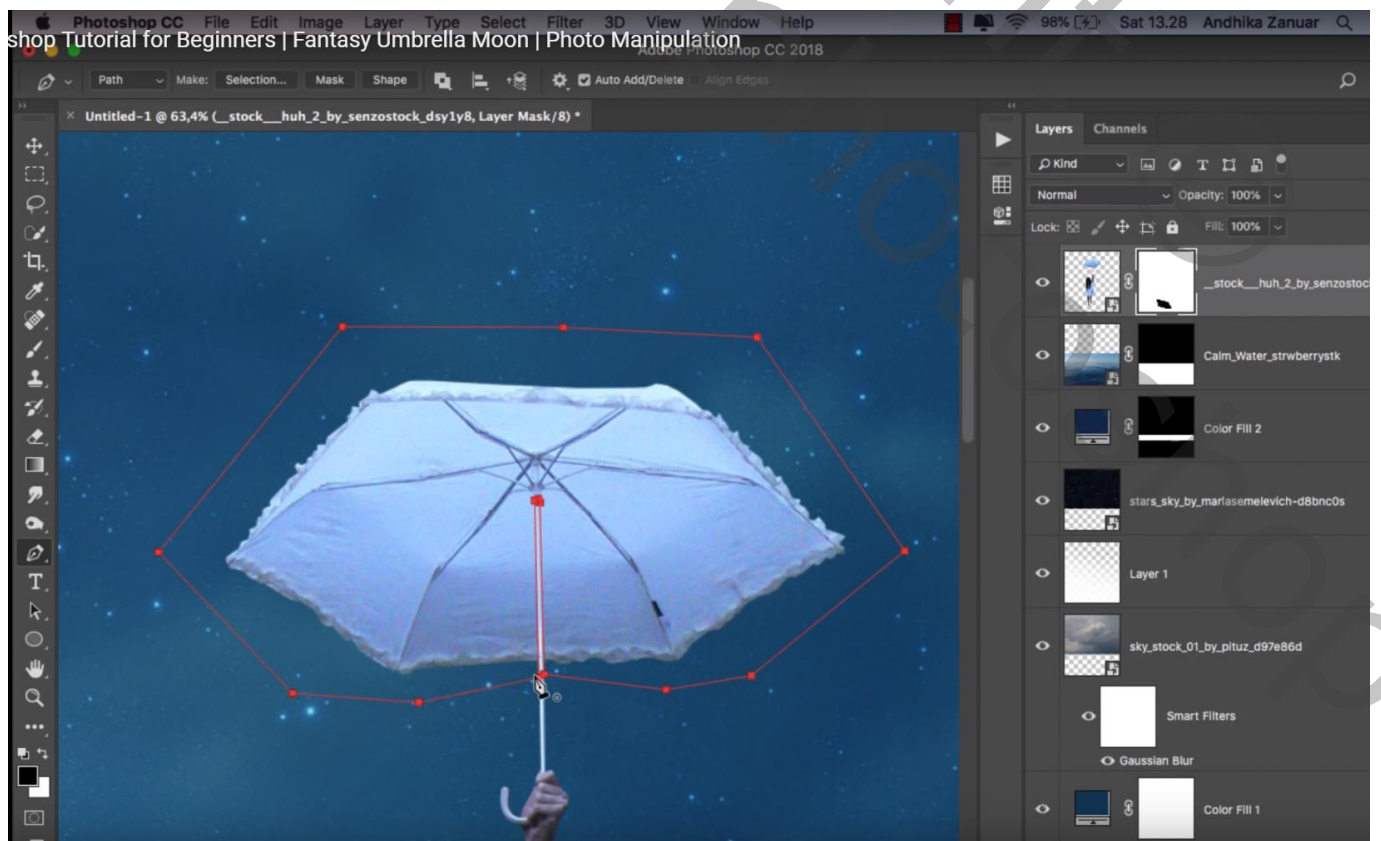 Photoshop CC File Edit Image Layer Type Select Filter 3D View Window Help 98% Sat 13.28 Andhika Zanuar
shop Tutorial for Beginners | Fantasy Umbrella Moon | Photo Manipulation
Adobe Photoshop CC 2018
Path Make: Selection... Mask Shape Auto Add/Delete Align Edges
Untitled-1 @ 63,4% (__stock__huh_2_by_senzostock_dsy1y8, Layer Mask/8) *
Layers Channels
Kind
Normal Opacity: 100%
Lock: Fill: 100%
__stock__huh_2_by_senzostoc
Calm_Water_strwberrystk
Color Fill 2
stars_sky_by_marlasemelevich-d8bnc0s
Layer 1
sky_stock_01_by_pituz_d97e86d
Smart Filters
Gaussian Blur
Color Fill 1